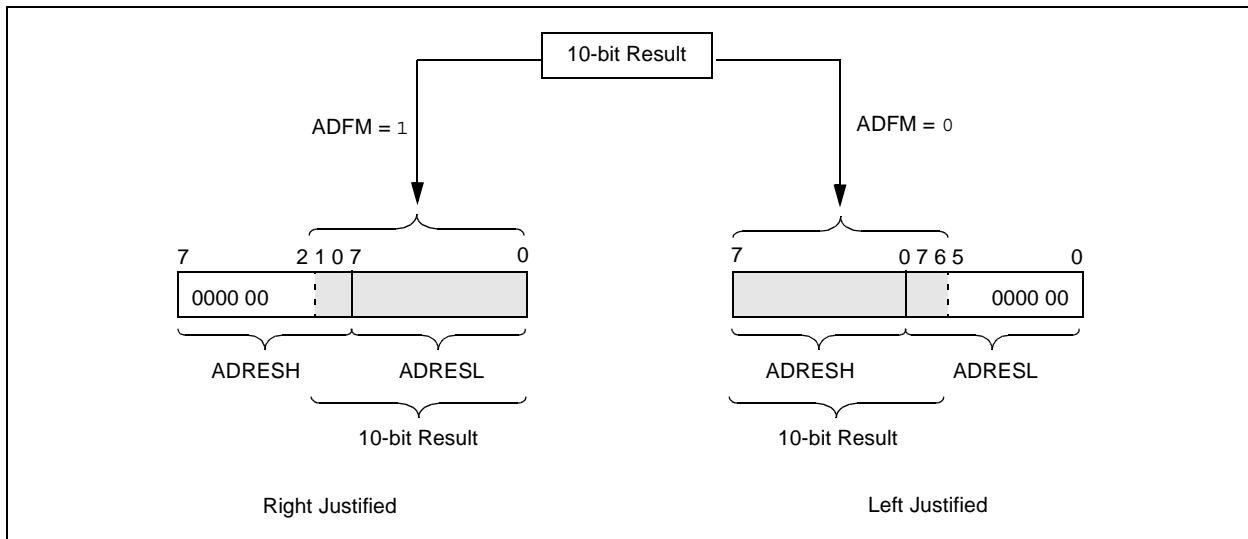 10-bit Result
ADFM = 1
ADFM = 0
7 2 1 0 7 0
0000 00
ADRESH ADRESL
10-bit Result
Right Justified
7 0 7 6 5 0
0000 00
ADRESH ADRESL
10-bit Result
Left Justified